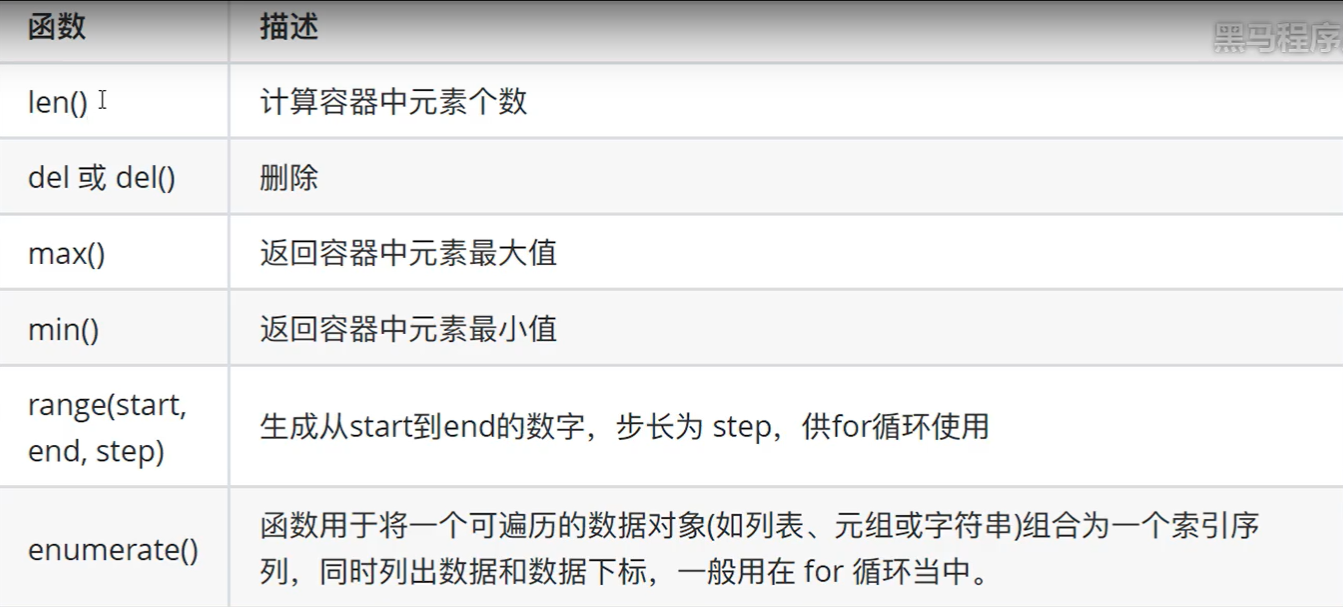 函数 描述
黑马程序
len() 计算容器中元素个数
del 或 del() 删除
max() 返回容器中元素最大值
min() 返回容器中元素最小值
range(start,
end, step)
生成从start到end的数字，步长为 step，供for循环使用
enumerate()
函数用于将一个可遍历的数据对象(如列表、元组或字符串)组合为一个索引序
列，同时列出数据和数据下标，一般用在 for 循环当中。